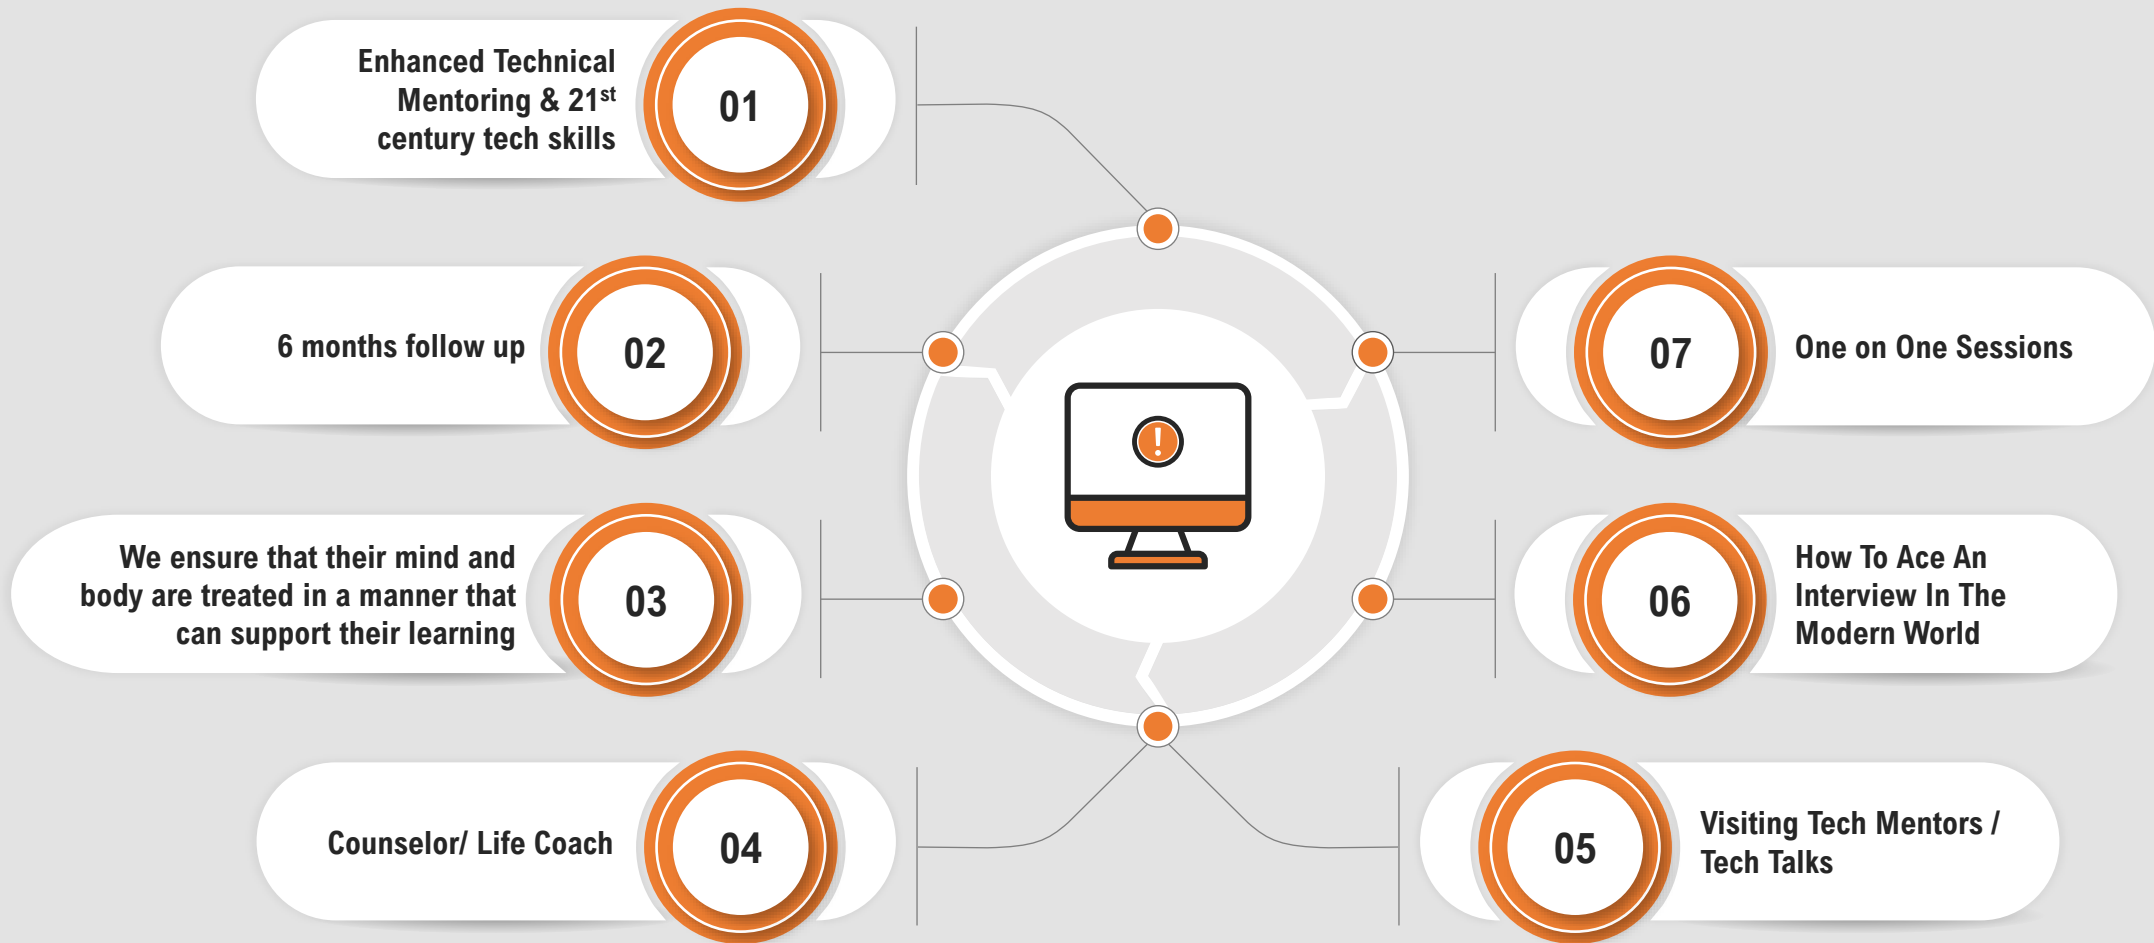 Enhanced Technical
Mentoring & 21st
century tech skills
01
6 months follow up
02
We ensure that their mind and
body are treated in a manner that
can support their learning
03
Counselor/ Life Coach
04
05
Visiting Tech Mentors /
Tech Talks
06
How To Ace An
Interview In The
Modern World
07
One on One Sessions
!